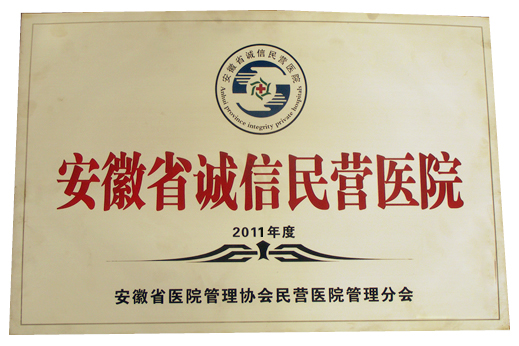 安徽省诚信民营医院
Anhui province integrity private hospitals
安徽省诚信民营医院
2011年度
安徽省医院管理协会民营医院管理分会